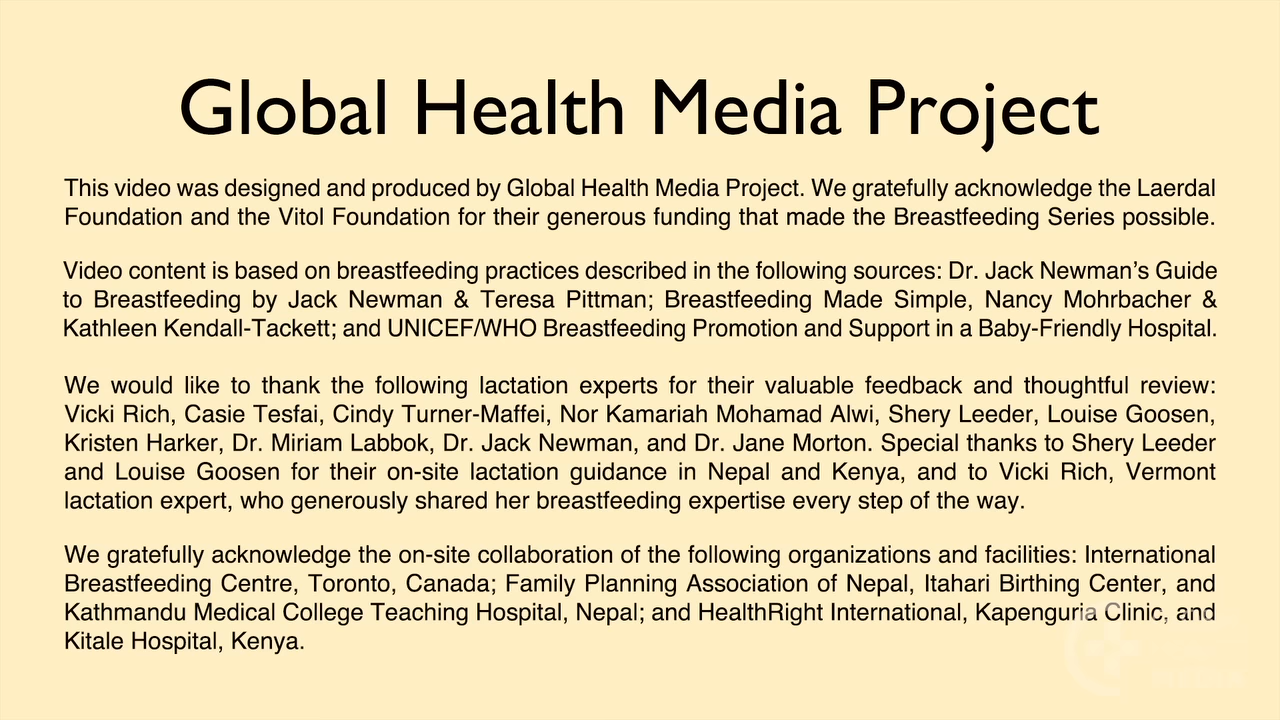 Global Health Media Project
This video was designed and produced by Global Health Media Project. We gratefully acknowledge the Laerdal
Foundation and the Vitol Foundation for their generous funding that made the Breastfeeding Series possible.
Video content is based on breastfeeding practices described in the following sources: Dr. Jack Newman’s Guide
to Breastfeeding by Jack Newman & Teresa Pittman; Breastfeeding Made Simple, Nancy Mohrbacher &
Kathleen Kendall-Tackett; and UNICEF/WHO Breastfeeding Promotion and Support in a Baby-Friendly Hospital.
We would like to thank the following lactation experts for their valuable feedback and thoughtful review:
Vicki Rich, Casie Tesfai, Cindy Turner-Maffei, Nor Kamariah Mohamad Alwi, Shery Leeder, Louise Goosen,
Kristen Harker, Dr. Miriam Labbok, Dr. Jack Newman, and Dr. Jane Morton. Special thanks to Shery Leeder
and Louise Goosen for their on-site lactation guidance in Nepal and Kenya, and to Vicki Rich, Vermont
lactation expert, who generously shared her breastfeeding expertise every step of the way.
We gratefully acknowledge the on-site collaboration of the following organizations and facilities: International
Breastfeeding Centre, Toronto, Canada; Family Planning Association of Nepal, Itahari Birthing Center, and
Kathmandu Medical College Teaching Hospital, Nepal; and HealthRight International, Kapenguria Clinic, and
Kitale Hospital, Kenya.
MEDIA